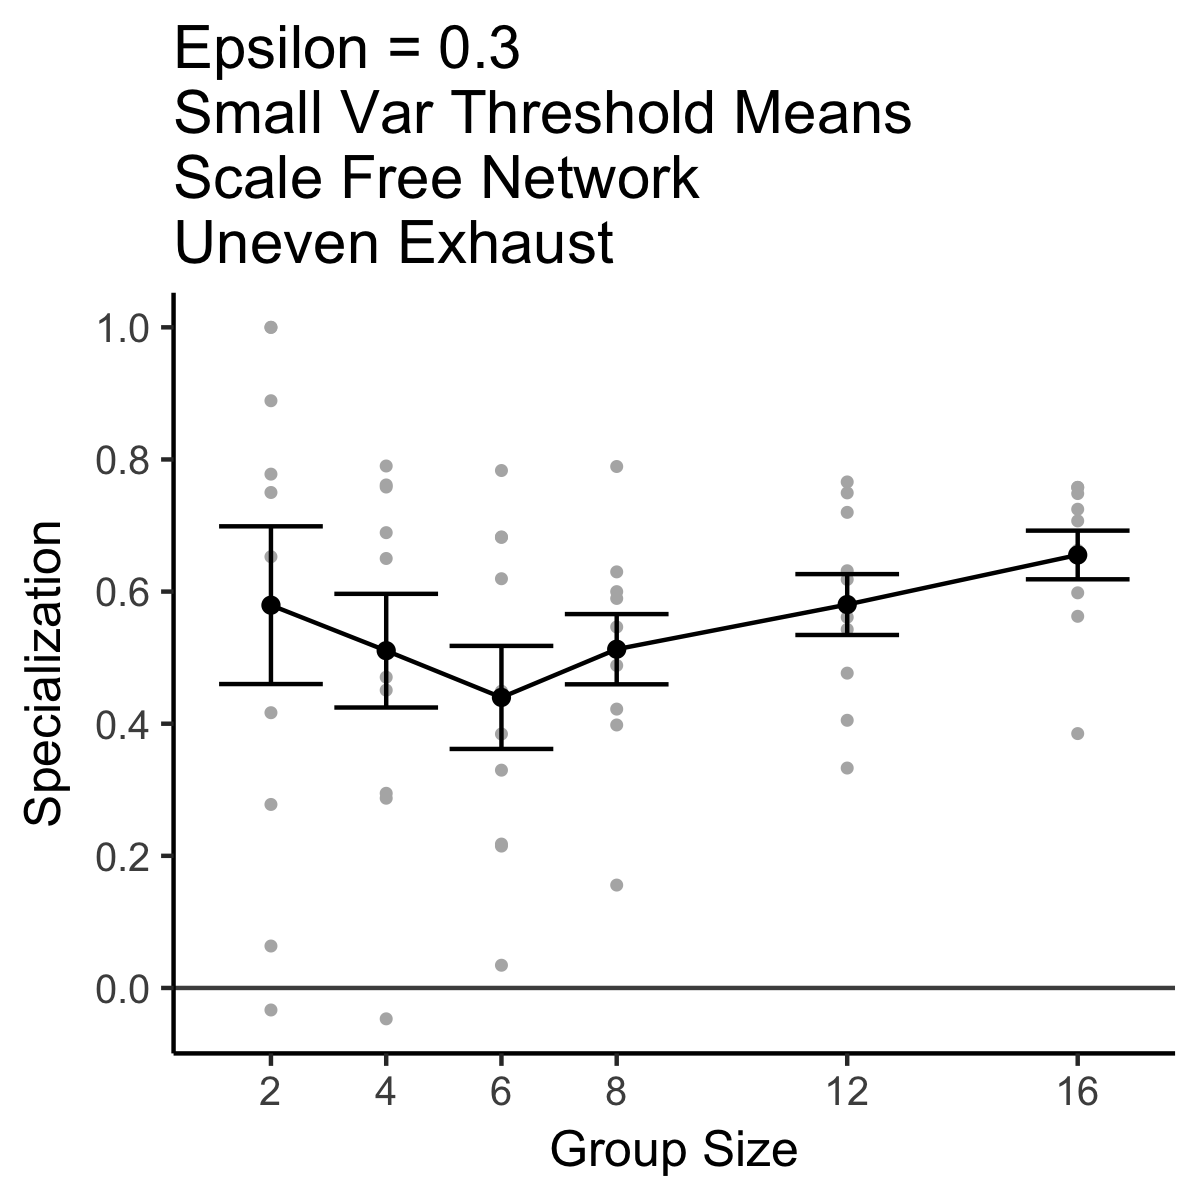 Epsilon = 0.3
Small Var Threshold Means
Scale Free Network
Uneven Exhaust
1.0
0.8
0.6
0.4
0.2
0.0
Specialization
2 4 6 8 12 16
Group Size